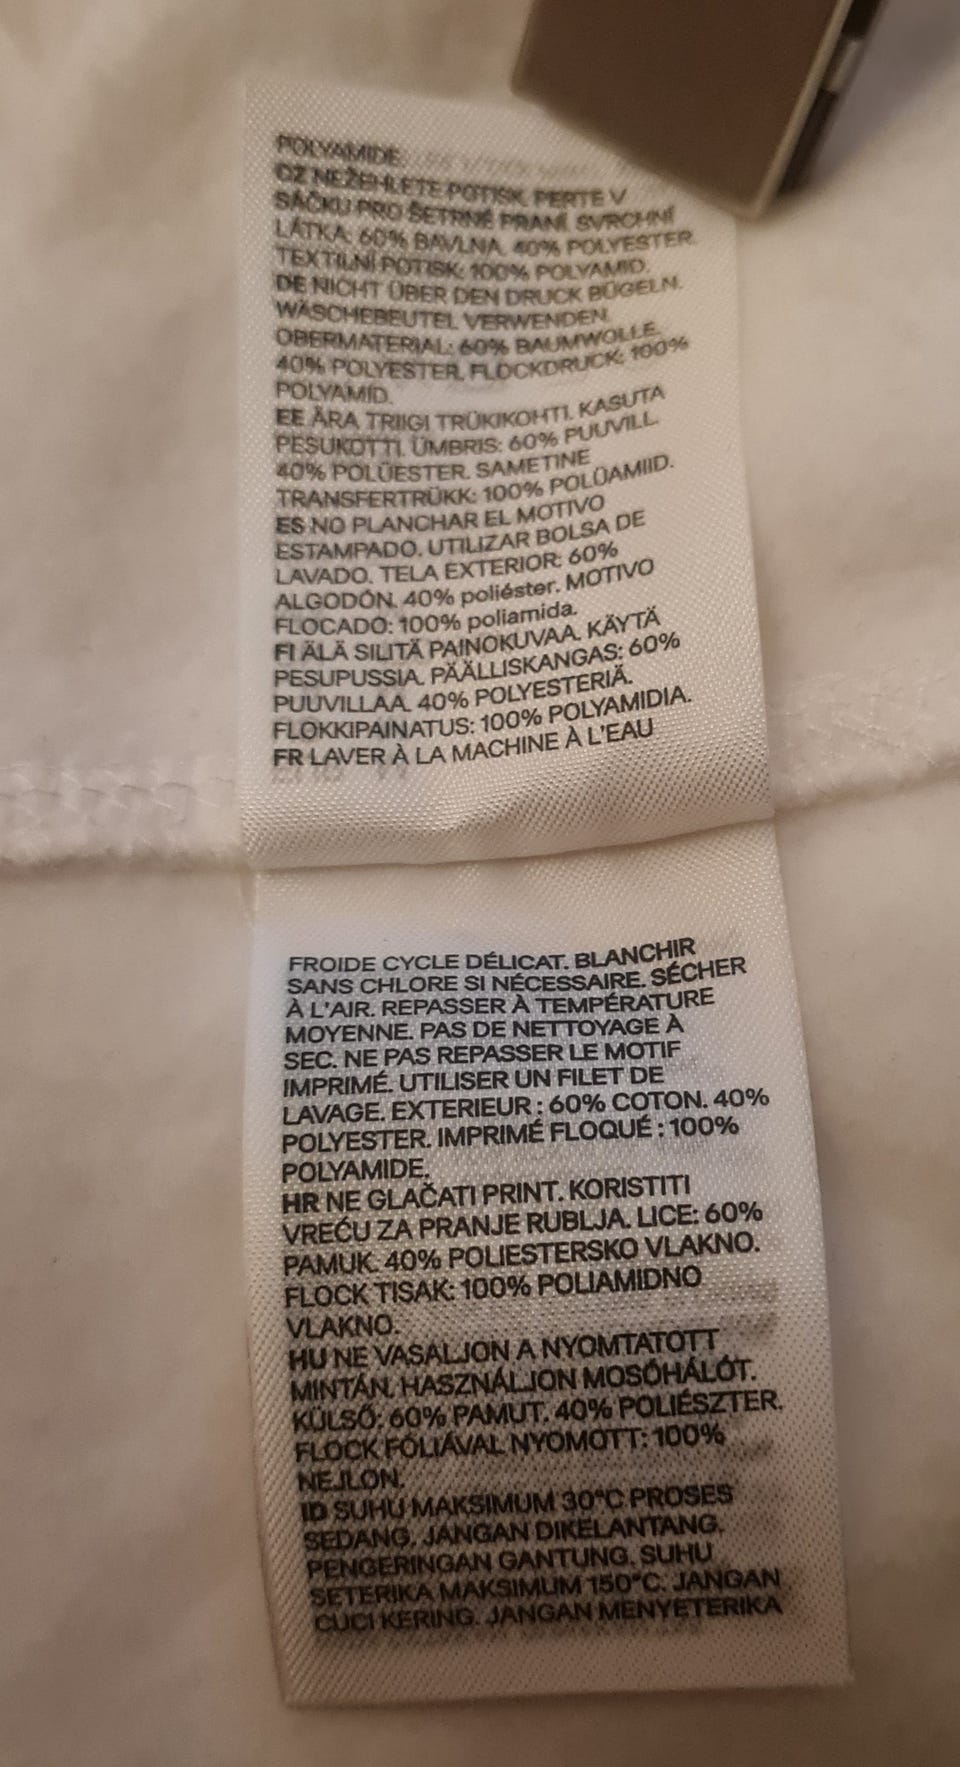 POLYAMIDE
CZ NEŽEHLETE POTISK. PERTE V
SÁČKU PRO ŠETRNÉ PRANÍ. SVRCHNÍ
LÁTKA: 60% BAVLNA. 40% POLYESTER.
TEXTILNÍ POTISK: 100% POLYAMID.
DE NICHT ÜBER DEN DRUCK BÜGELN.
WÄSCHEBEUTEL VERWENDEN.
OBERMATERIAL: 60% BAUMWOLLE.
40% POLYESTER. FLOCKDRUCK: 100%
POLYAMID.
EE ÄRA TRIIGI TRÜKIKOHTI. KASUTA
PESUKOTTI. ÜMBRIS: 60% PUUVILL.
40% POLÜESTER. SAMETINE
TRANSFERTRÜKK: 100% POLÜAMIID.
ES NO PLANCHAR EL MOTIVO
ESTAMPADO. UTILIZAR BOLSA DE
LAVADO. TELA EXTERIOR: 60%
ALGODÓN. 40% poliéster. MOTIVO
FLOCADO: 100% poliamida.
FI ÄLÄ SILITÄ PAINOKUVAA. KÄYTÄ
PESUPUSSIA. PÄÄLLISKANGAS: 60%
PUUVILLAA. 40% POLYESTERIÄ.
FLOKKIPAINATUS: 100% POLYAMIDIA.
FR LAVER À LA MACHINE À L'EAU
FROIDE CYCLE DÉLICAT. BLANCHIR
SANS CHLORE SI NÉCESSAIRE. SÉCHER
À L'AIR. REPASSER À TEMPÉRATURE
MOYENNE. PAS DE NETTOYAGE À
SEC. NE PAS REPASSER LE MOTIF
IMPRIMÉ. UTILISER UN FILET DE
LAVAGE. EXTERIEUR : 60% COTON. 40%
POLYESTER. IMPRIMÉ FLOQUÉ : 100%
POLYAMIDE.
HR NE GLAČATI PRINT. KORISTITI
VREĆU ZA PRANJE RUBLJA. LICE: 60%
PAMUK. 40% POLIESTERSKO VLAKNO.
FLOCK TISAK: 100% POLIAMIDNO
VLAKNO.
HU NE VASALJON A NYOMTATOTT
MINTÁN. HASZNÁLJON MOSÓHÁLÓT.
KÜLSŐ: 60% PAMUT. 40% POLIÉSZTER.
FLOCK FÓLIÁVAL NYOMOTT: 100%
NEJLON.
ID SUHU MAKSIMUM 30°C PROSES
SEDANG. JANGAN DIKELANTANG.
PENGERINGAN GANTUNG. SUHU
SETERIKA MAKSIMUM 150°C. JANGAN
CUCI KERING. JANGAN MENYETERIKA